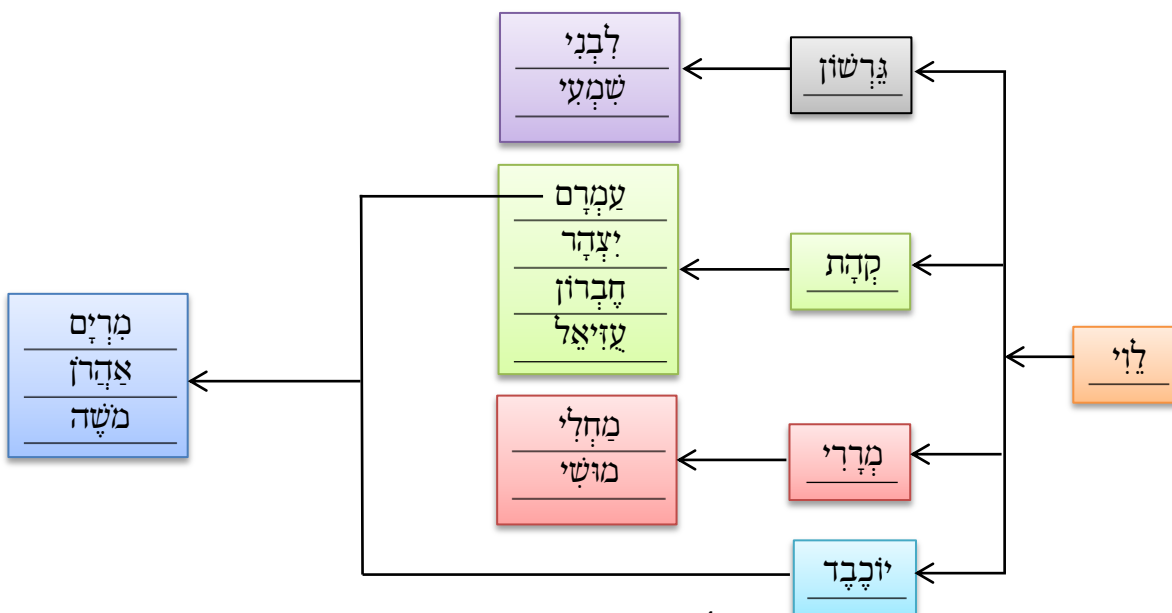 לֵוִי
גֵּרְשׁוֹן
לִבְנִי
שִׁמְעִי
קְהָת
עַמְרָם
יִצְהָר
חֶבְרוֹן
עֻזִּיאֵל
מְרָרִי
מַחְלִי
מוּשִׁי
יוֹכֶבֶד
מִרְיָם
אַהֲרֹן
מֹשֶׁה